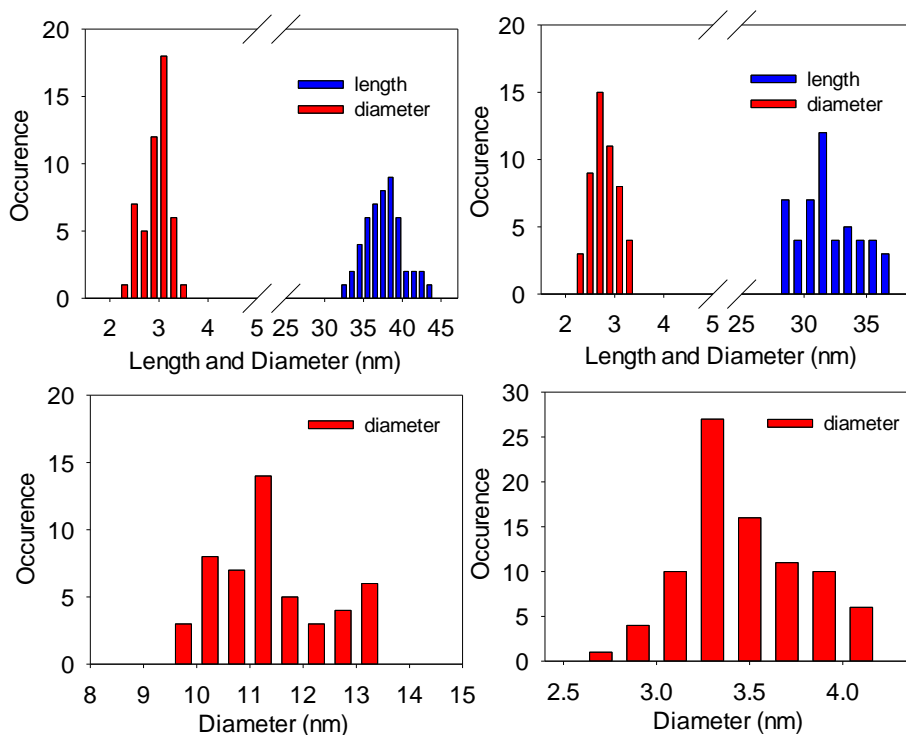 20
15
10
5
0
Occurence
length
diameter
2 3 4 5 25 30 35 40 45
Length and Diameter (nm)
20
15
10
5
0
Occurence
length
diameter
2 3 4 5 25 30 35
Length and Diameter (nm)
20
15
10
5
0
Occurence
diameter
8 9 10 11 12 13 14 15
Diameter (nm)
30
25
20
15
10
5
0
Occurence
diameter
2.5 3.0 3.5 4.0
Diameter (nm)